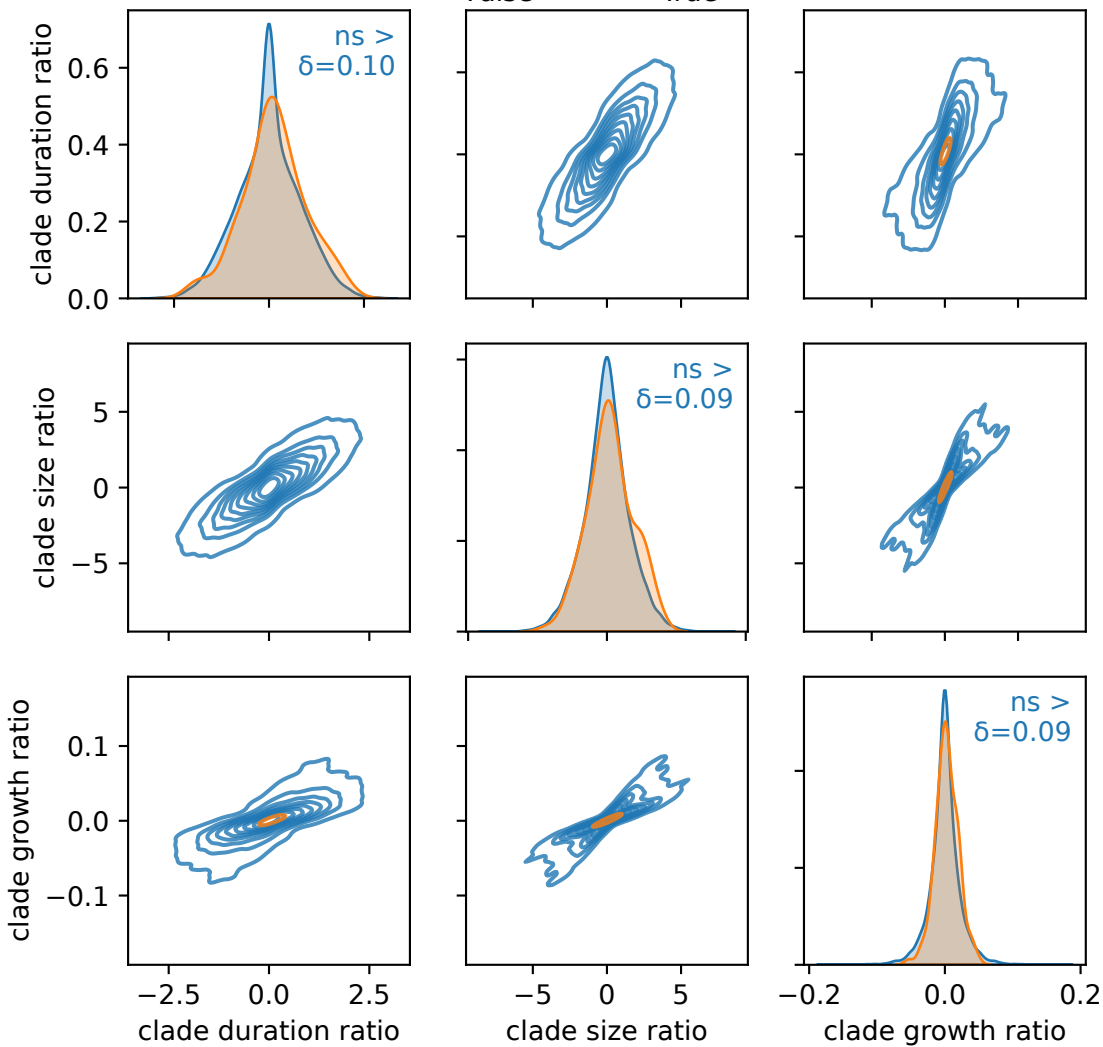 clade duration ratio
0.6
0.4
0.2
0.0
ns >
δ=0.10
clade size ratio
5
0
−5
ns >
δ=0.09
clade growth ratio
0.1
0.0
−0.1
ns >
δ=0.09
−2.5 0.0 2.5
−5 0 5
−0.2 0.0 0.2
clade duration ratio
clade size ratio
clade growth ratio